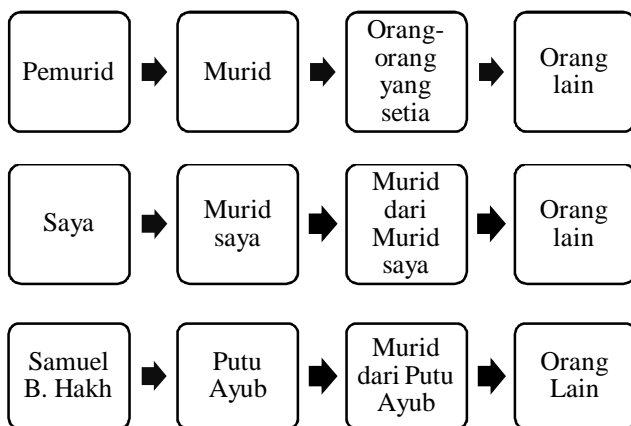 Pemurid
Murid
Orang-
orang
yang
setia
Orang
lain
Saya
Murid
saya
Murid
dari
Murid
saya
Orang
lain
Samuel
B. Hakh
Putu
Ayub
Murid
dari Putu
Ayub
Orang
Lain